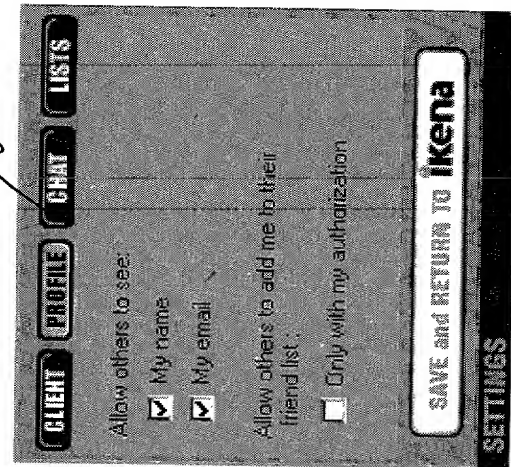 CLIENT PROFILE CHAT LISTS
Allow others to see:
My name
My email
Allow others to add me to their
friend list:
Only with my authorization
SAVE and RETURN TO ikena
SETTINGS